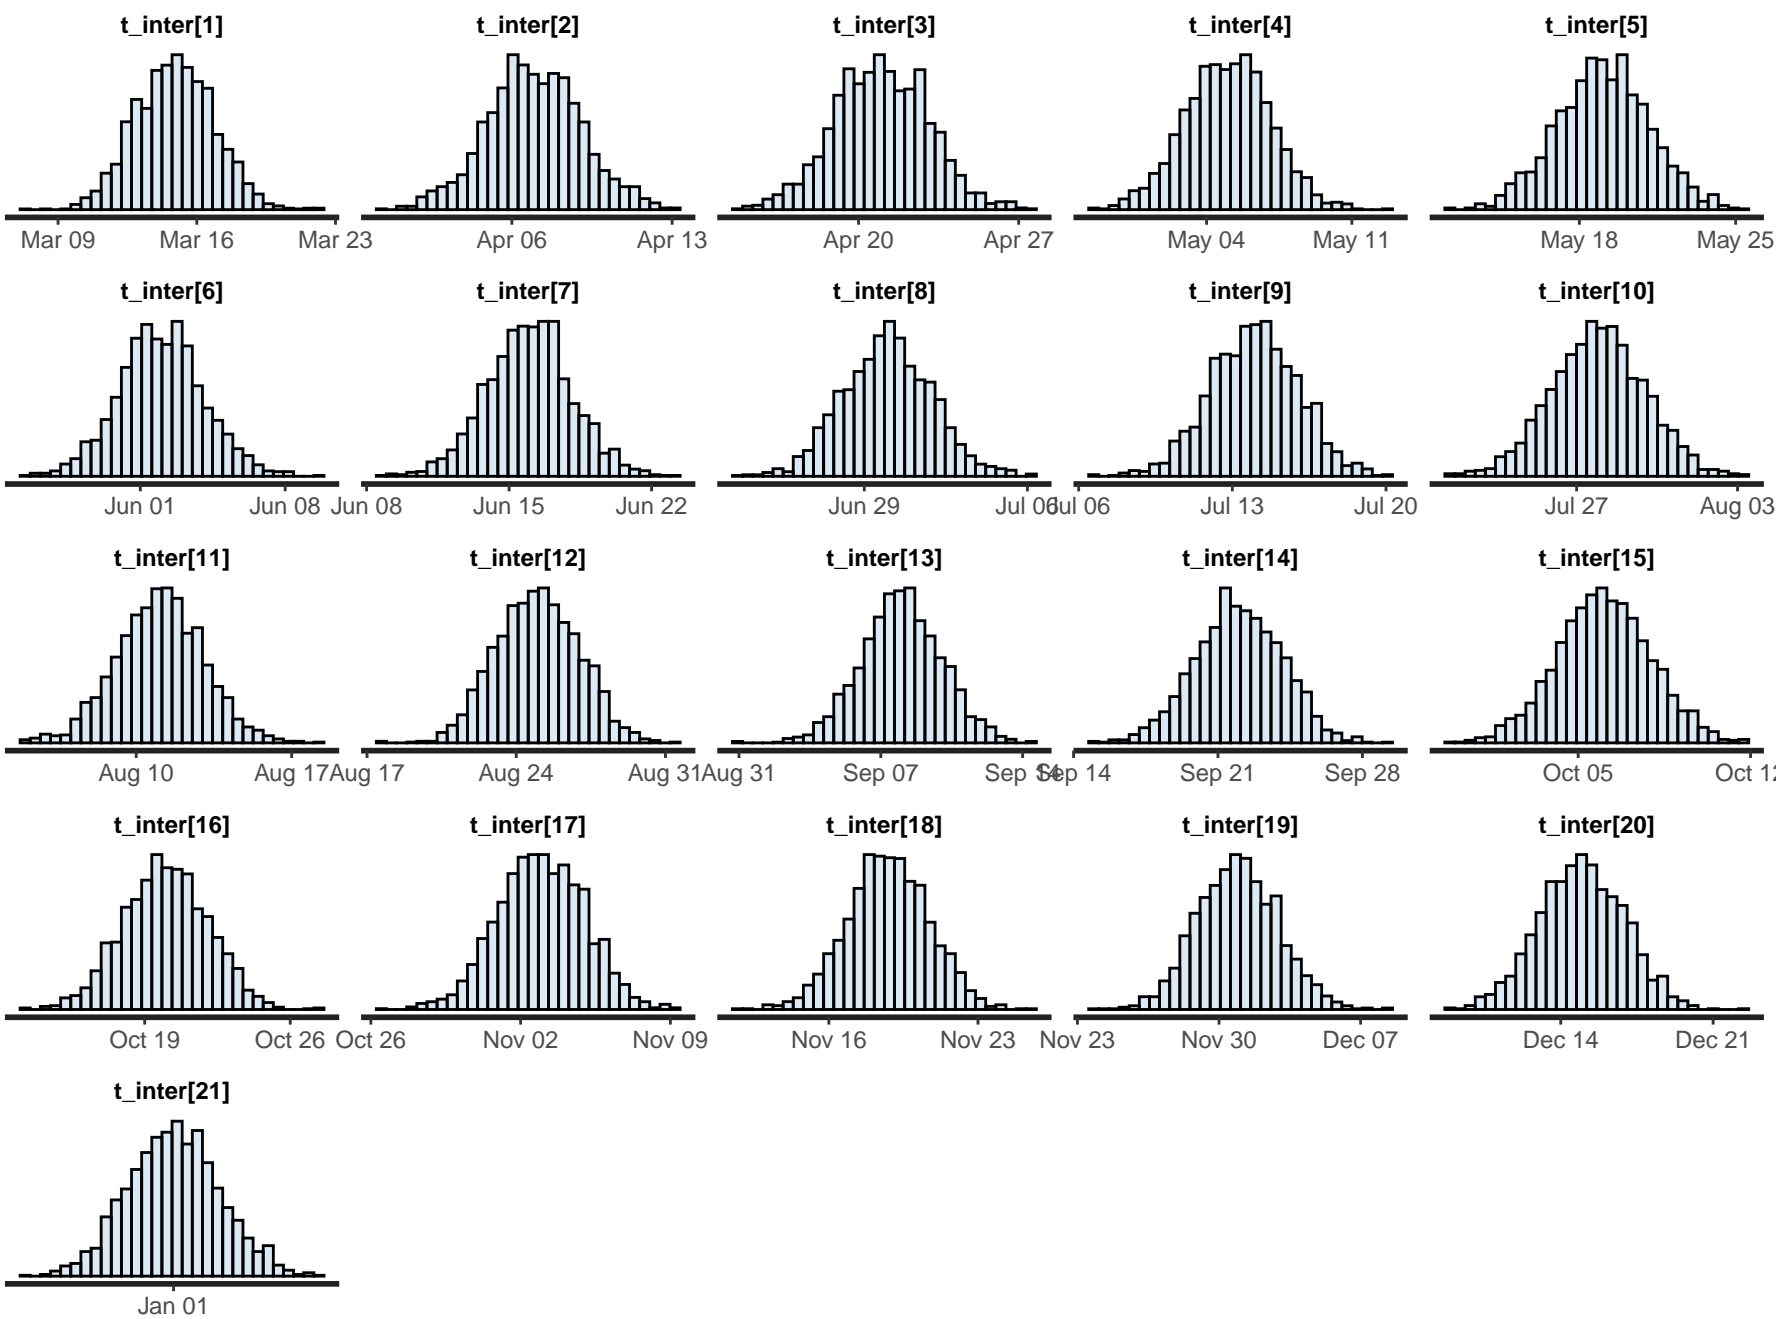 t_inter[1] t_inter[2] t_inter[3] t_inter[4] t_inter[5]
Mar 09 Mar 16 Mar 23 Apr 06 Apr 13 Apr 20 Apr 27 May 04 May 11 May 18 May 25
t_inter[6] t_inter[7] t_inter[8] t_inter[9] t_inter[10]
Jun 01 Jun 08 Jun 08 Jun 15 Jun 22 Jun 29 Jul 06 Jul 06 Jul 13 Jul 20 Jul 27 Aug 03
t_inter[11] t_inter[12] t_inter[13] t_inter[14] t_inter[15]
Aug 10 Aug 17 Aug 17 Aug 24 Aug 31 Aug 31 Sep 07 Sep 14 Sep 14 Sep 21 Sep 28 Oct 05 Oct 12
t_inter[16] t_inter[17] t_inter[18] t_inter[19] t_inter[20]
Oct 19 Oct 26 Oct 26 Nov 02 Nov 09 Nov 16 Nov 23 Nov 23 Nov 30 Dec 07 Dec 14 Dec 21
t_inter[21]
Jan 01